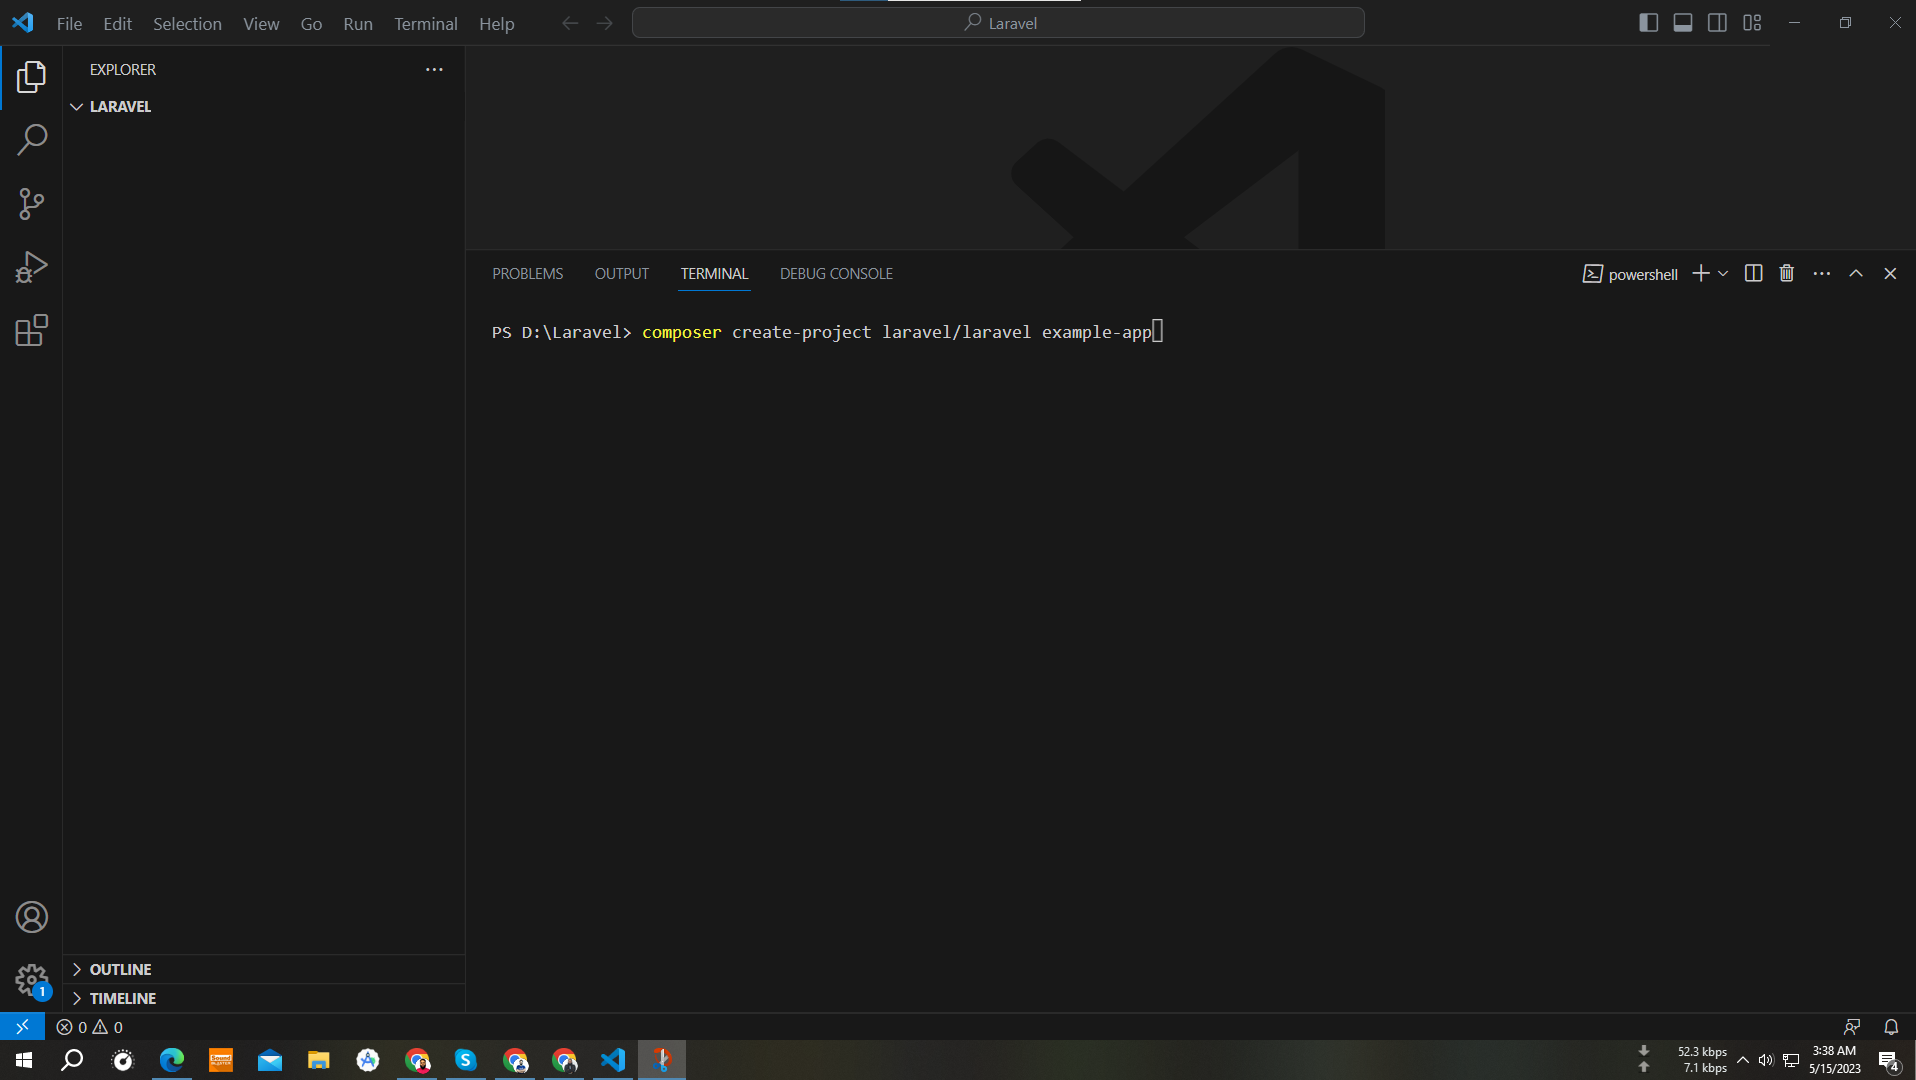 File Edit Selection View Go Run Terminal Help
Laravel
EXPLORER
LARAVEL
PROBLEMS OUTPUT TERMINAL DEBUG CONSOLE
powershell
PS D:\Laravel> composer create-project laravel/laravel example-app
OUTLINE
1
TIMELINE
0 0
52.3 kbps
7.1 kbps
3:38 AM
5/15/2023
4